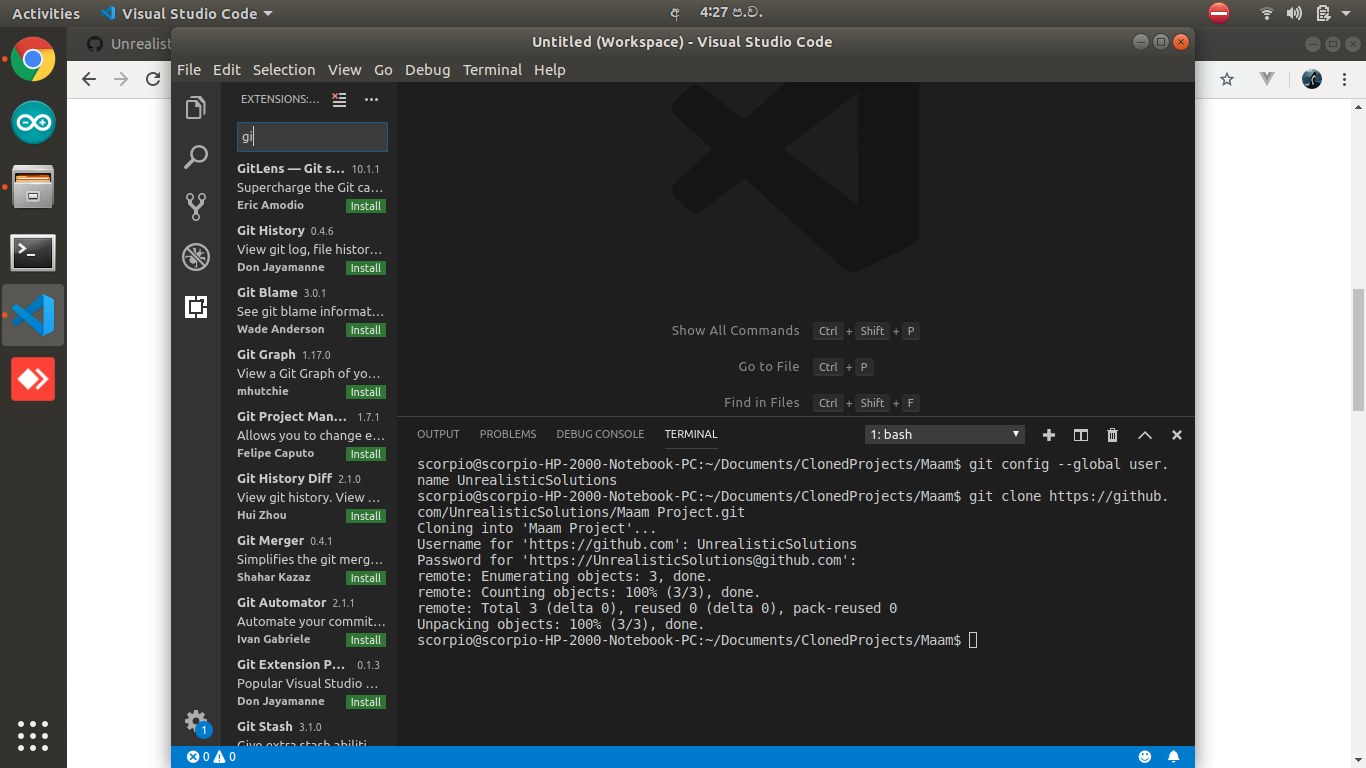 Activities
Visual Studio Code
අ
4:27 ප.ව.
Unrealist
Untitled (Workspace) - Visual Studio Code
File Edit Selection View Go Debug Terminal Help
EXTENSIONS:...
gi
GitLens — Git s... 10.1.1
Supercharge the Git ca...
Eric Amodio Install
Git History 0.4.6
View git log, file histor...
Don Jayamanne Install
Git Blame 3.0.1
See git blame informat...
Wade Anderson Install
Git Graph 1.17.0
View a Git Graph of yo...
mhutchie Install
Git Project Man... 1.7.1
Allows you to change e...
Felipe Caputo Install
Git History Diff 2.1.0
View git history. View ...
Hui Zhou Install
Git Merger 0.4.1
Simplifies the git merg...
Shahar Kazaz Install
Git Automator 2.1.1
Automate your commit...
Ivan Gabriele Install
Git Extension P... 0.1.3
Popular Visual Studio ...
Don Jayamanne Install
Git Stash 3.1.0
Give extra stash abiliti
Show All Commands Ctrl + Shift + P
Go to File Ctrl + P
Find in Files Ctrl + Shift + F
OUTPUT PROBLEMS DEBUG CONSOLE TERMINAL 1: bash
scorpio@scorpio-HP-2000-Notebook-PC:~/Documents/ClonedProjects/Maam$ git config --global user.
name UnrealisticSolutions
scorpio@scorpio-HP-2000-Notebook-PC:~/Documents/ClonedProjects/Maam$ git clone https://github.
com/UnrealisticSolutions/Maam Project.git
Cloning into 'Maam Project'...
Username for 'https://github.com': UnrealisticSolutions
Password for 'https://UnrealisticSolutions@github.com':
remote: Enumerating objects: 3, done.
remote: Counting objects: 100% (3/3), done.
remote: Total 3 (delta 0), reused 0 (delta 0), pack-reused 0
Unpacking objects: 100% (3/3), done.
scorpio@scorpio-HP-2000-Notebook-PC:~/Documents/ClonedProjects/Maam$
1
0 0